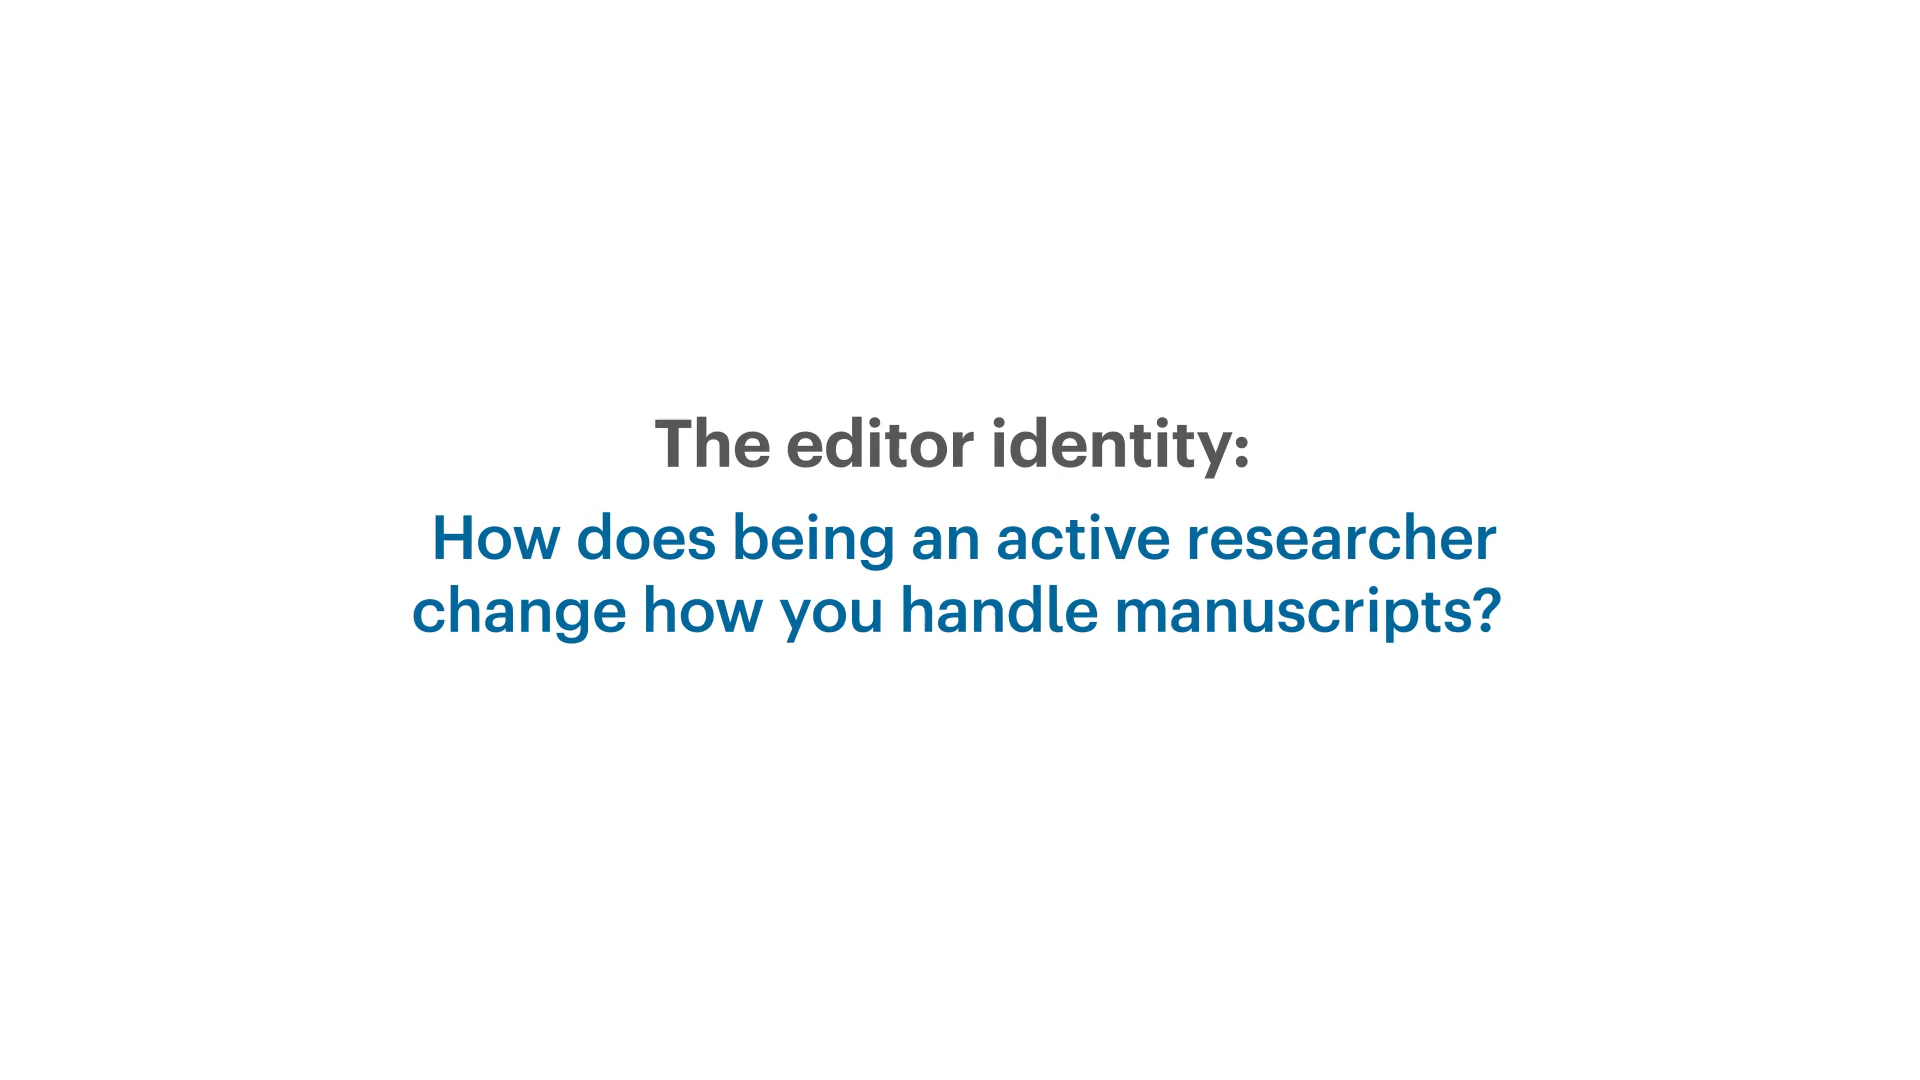 The editor identity:
How does being an active researcher
change how you handle manuscripts?